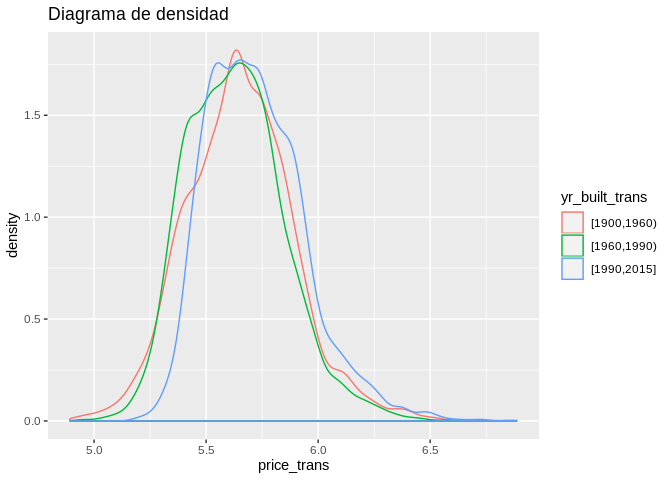 Diagrama de densidad
density
1.5
1.0
0.5
0.0
5.0 5.5 6.0 6.5
price_trans
yr_built_trans
[1900,1960)
[1960,1990)
[1990,2015]